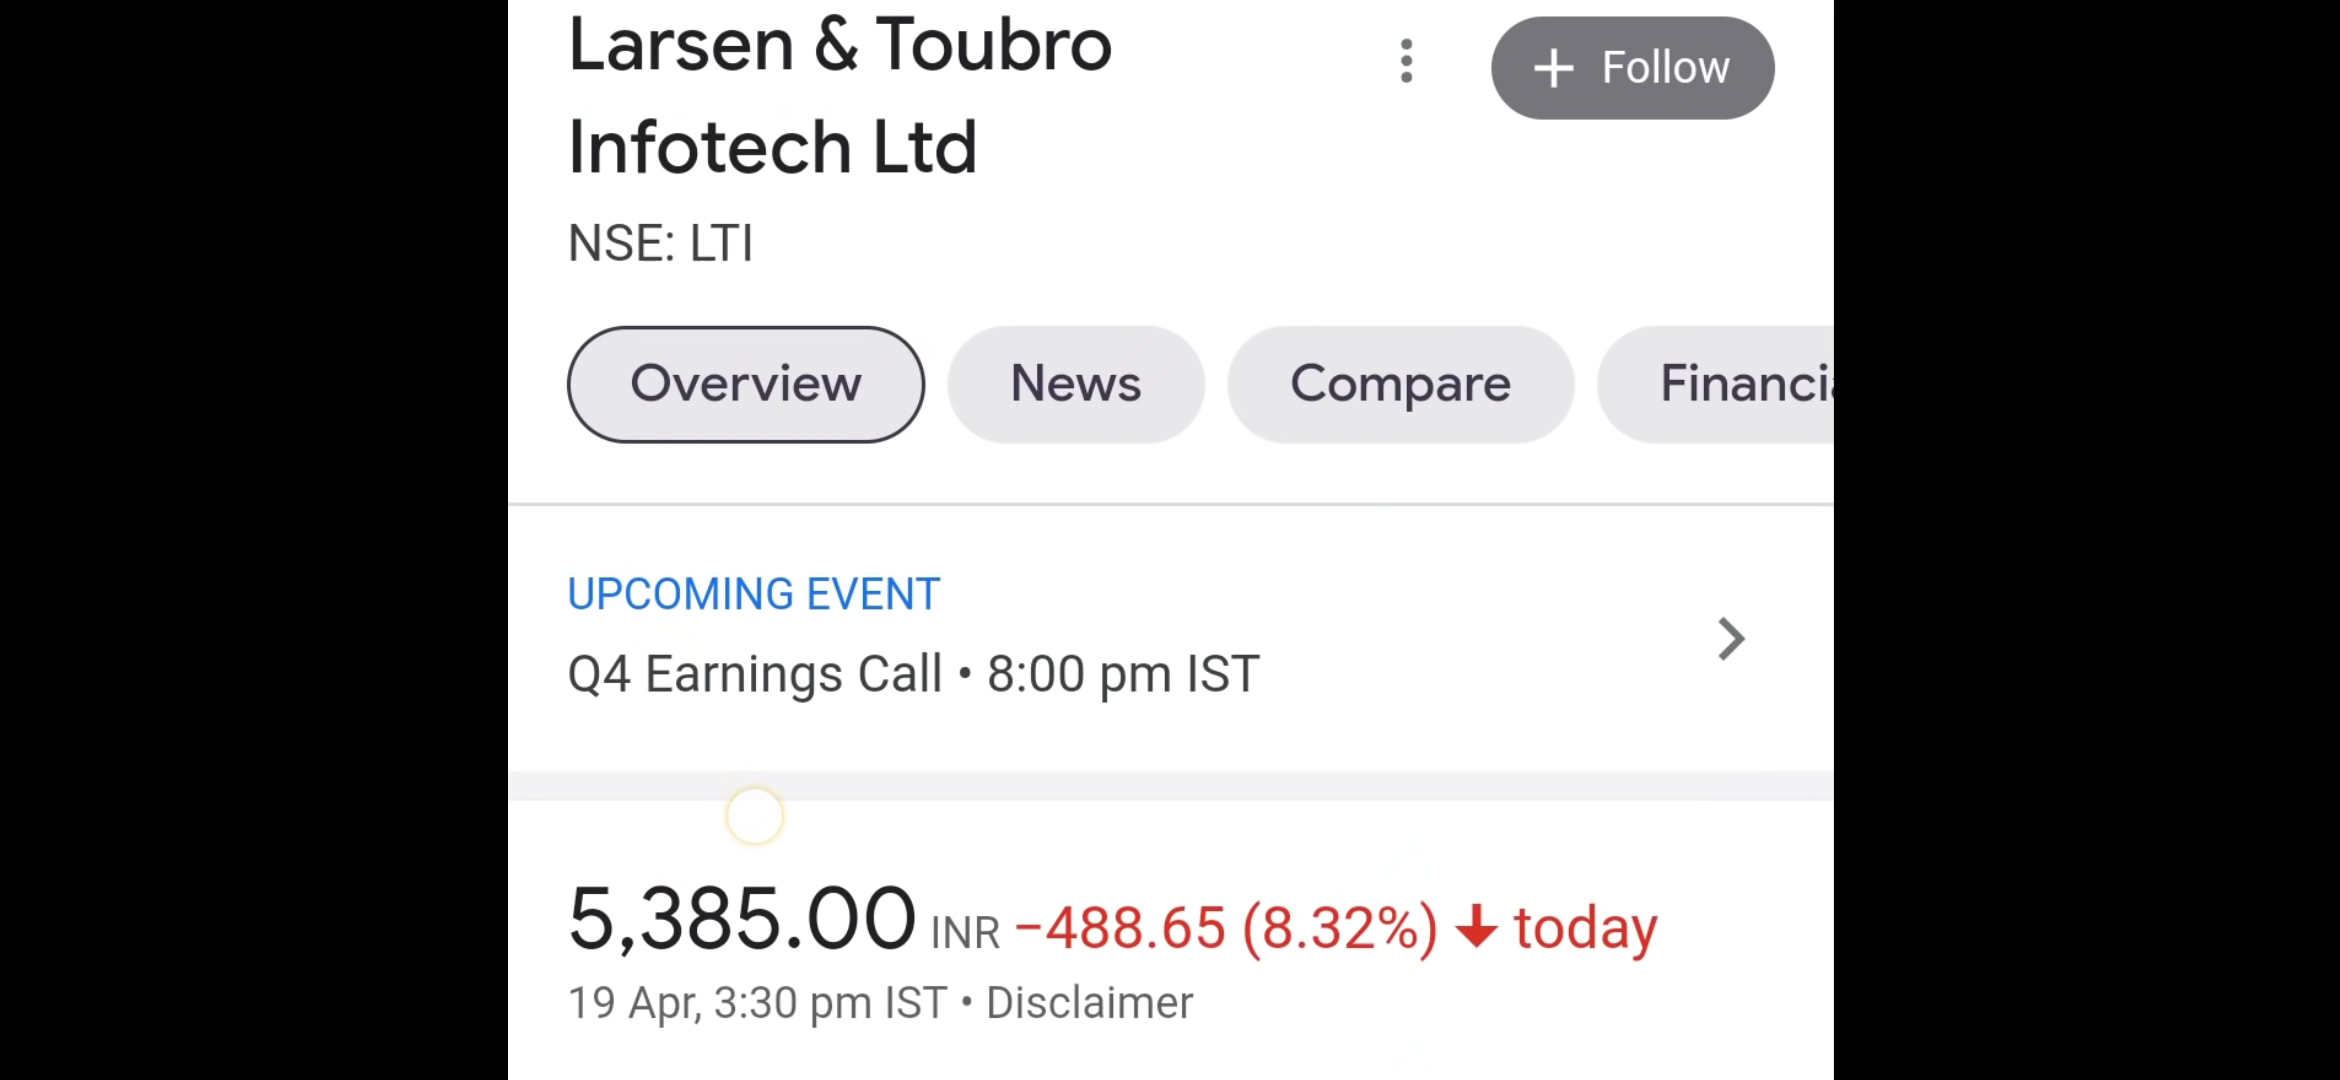 Larsen & Toubro
Infotech Ltd
+ Follow
NSE: LTI
Overview News Compare Financi
UPCOMING EVENT
Q4 Earnings Call • 8:00 pm IST
5,385.00 INR −488.65 (8.32%) ↓ today
19 Apr, 3:30 pm IST • Disclaimer